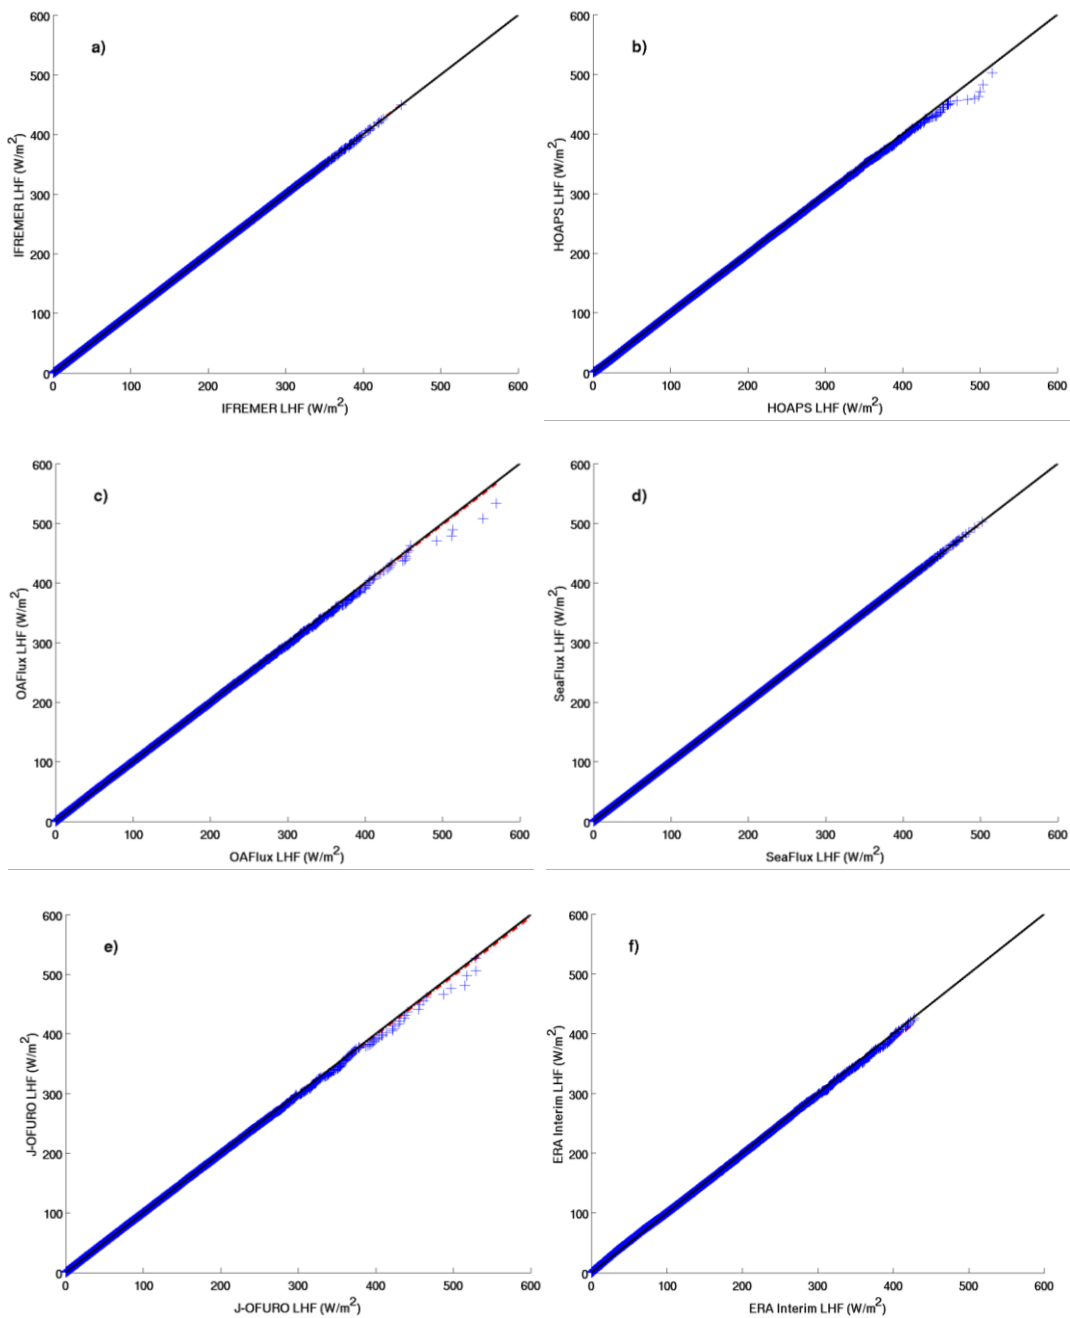 a)
600
500
400
300
200
100
0
IFREMER LHF (W/m²)
0 100 200 300 400 500 600
IFREMER LHF (W/m²)
b)
600
500
400
300
200
100
0
HOAPS LHF (W/m²)
0 100 200 300 400 500 600
HOAPS LHF (W/m²)
c)
600
500
400
300
200
100
0
OAFlux LHF (W/m²)
0 100 200 300 400 500 600
OAFlux LHF (W/m²)
d)
600
500
400
300
200
100
0
SeaFlux LHF (W/m²)
0 100 200 300 400 500 600
SeaFlux LHF (W/m²)
e)
600
500
400
300
200
100
0
J-OFURO LHF (W/m²)
0 100 200 300 400 500 600
J-OFURO LHF (W/m²)
f)
600
500
400
300
200
100
0
ERA Interim LHF (W/m²)
0 100 200 300 400 500 600
ERA Interim LHF (W/m²)